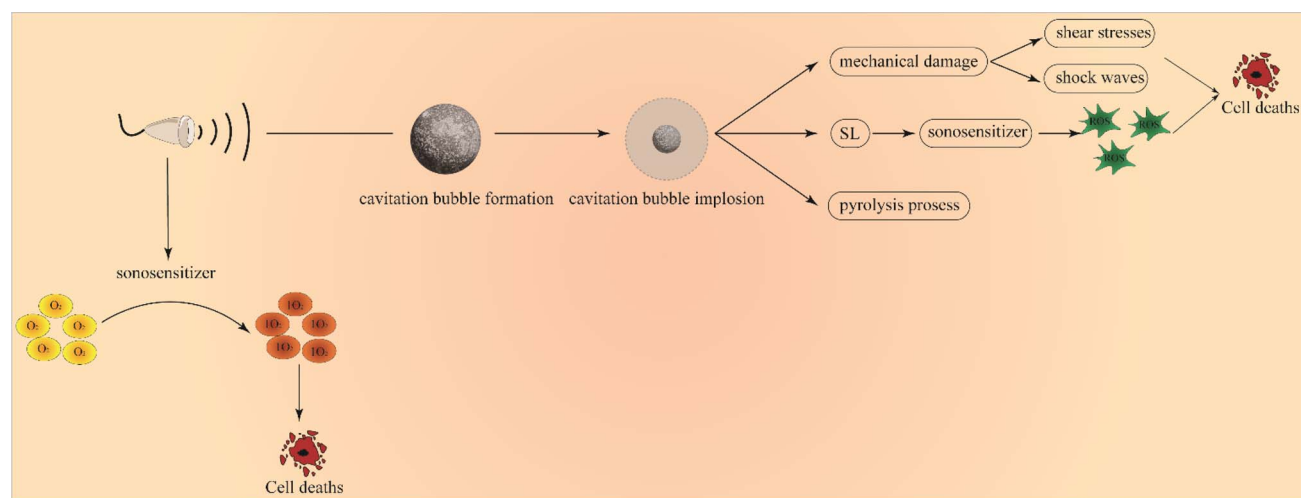 shear stresses
mechanical damage
shock waves
Cell deaths
SL
sonosensitizer
ROS
ROS
ROS
cavitation bubble formation
cavitation bubble implosion
pyrolysis prosess
sonosensitizer
O₂
O₂
O₂
O₂
O₂
1O₂
1O₂
1O₂
1O₂
1O₂
Cell deaths